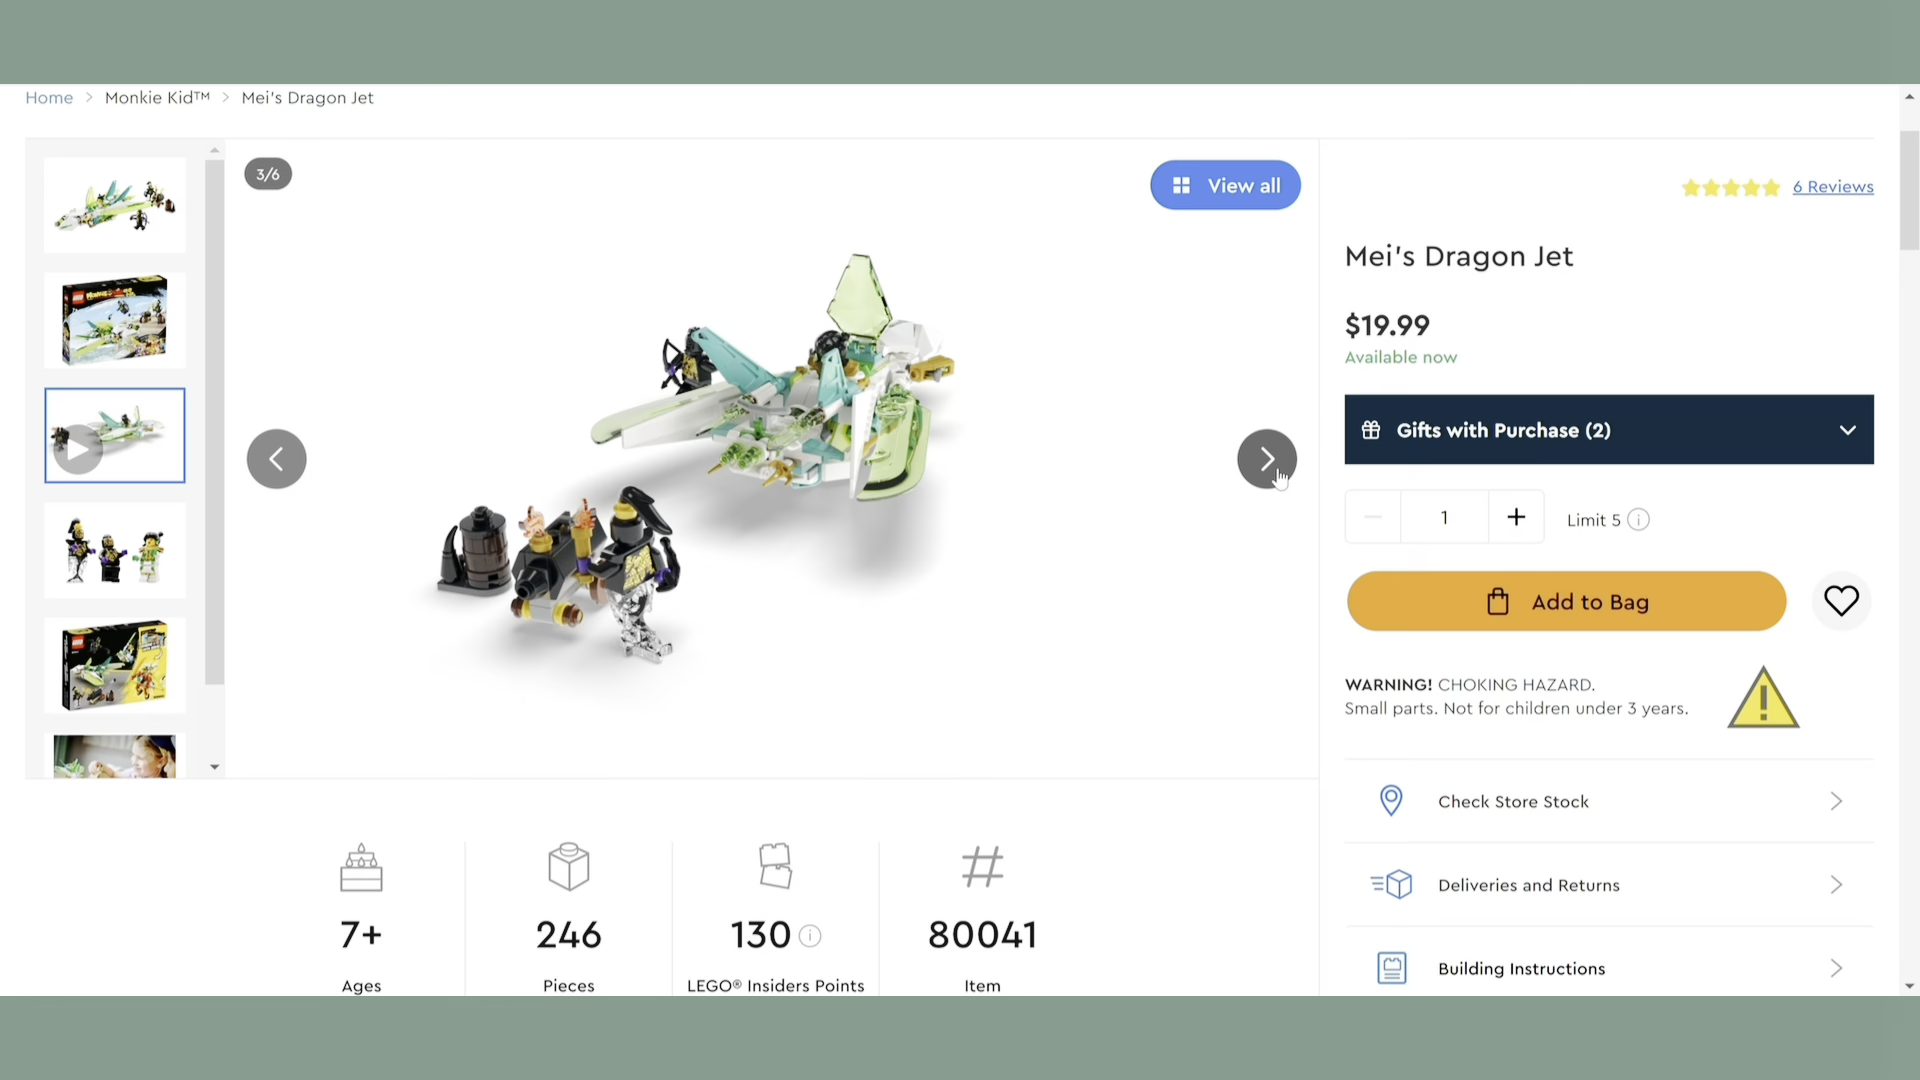 Home > Monkie Kid™ > Mei's Dragon Jet
3/6
View all
6 Reviews
Mei's Dragon Jet
$19.99
Available now
Gifts with Purchase (2)
1
Limit 5
Add to Bag
WARNING! CHOKING HAZARD.
Small parts. Not for children under 3 years.
Check Store Stock
Deliveries and Returns
Building Instructions
7+
Ages
246
Pieces
130
LEGO® Insiders Points
80041
Item